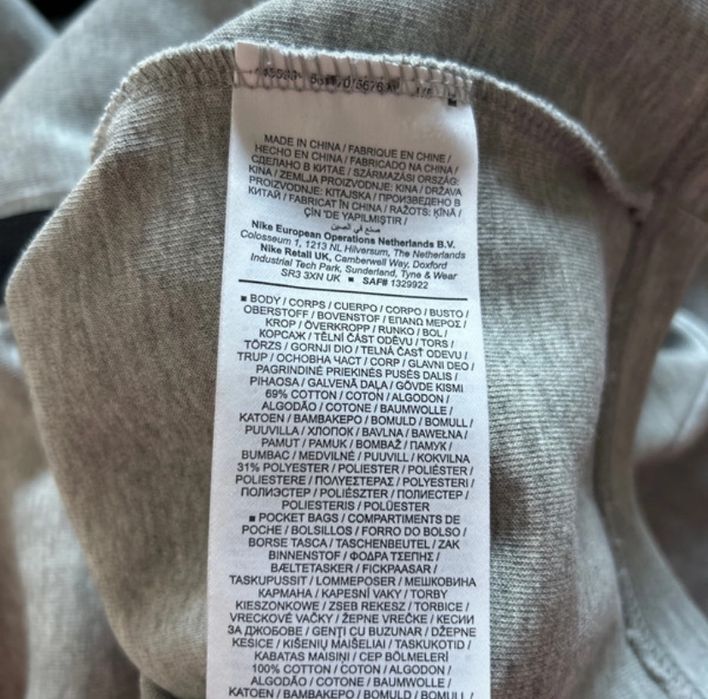 MADE IN CHINA / FABRIQUE EN CHINE /
HECHO EN CHINA / FABRICADO NA CHINA /
СДЕЛАНО В КИТАЕ / SZÁRMAZÁSI ORSZÁG:
KINA / ZEMLJA PROIZVODNJE: KINA / DRŽAVA
PROIZVODNJE: KITAJSKA / ПРОИЗВЕДЕНО В
КИТАЙ / FABRICAT ÎN CHINA / RAŽOTS: ĶĪNĀ /
ÇİN 'DE YAPILMIŞTIR /
صنع في الصين
Nike European Operations Netherlands B.V.
Colosseum 1, 1213 NL Hilversum, The Netherlands
Nike Retail UK, Camberwell Way, Doxford
Industrial Tech Park, Sunderland, Tyne & Wear
SR3 3XN UK ■ SAF# 1329922
■ BODY / CORPS / CUERPO / CORPO / BUSTO /
OBERSTOFF / BOVENSTOF / ΕΠΑΝΩ ΜΕΡΟΣ /
KROP / ÖVERKROPP / RUNKO / BOL /
КОРСАЖ / TĚLNÍ ČÁST ODĚVU / TORS /
TÖRZS / GORNJI DIO / TELNÁ ČASŤ ODEVU /
TRUP / ОСНОВНА ЧАСТ / CORP / GLAVNI DEO /
PAGRINDINĖ PRIEKINĖS PUSĖS DALIS /
PIHAOSA / GALVENĀ DAĻA / GÖVDE KISMI
69% COTTON / COTON / ALGODON /
ALGODÃO / COTONE / BAUMWOLLE /
KATOEN / ΒΑΜΒΑΚΕΡΟ / BOMULD / BOMULL /
PUUVILLA / ХЛОПОК / BAVLNA / BAWEŁNA /
PAMUT / PAMUK / BOMBAŽ / ПАМУК /
BUMBAC / MEDVILNĖ / PUUVILL / KOKVILNA
31% POLYESTER / POLIESTER / POLIÉSTER /
POLIESTERE / ΠΟΛΥΕΣΤΕΡΑΣ / POLYESTERI /
ПОЛИЭСТЕР / POLIÉSZTER / ПОЛИЕСТЕР /
POLIESTERIS / POLÜESTER
■ POCKET BAGS / COMPARTIMENTS DE
POCHE / BOLSILLOS / FORRO DO BOLSO /
BORSE TASCA / TASCHENBEUTEL / ZAK
BINNENSTOF / ΦΟΔΡΑ ΤΣΕΠΗΣ /
BÆLTETASKER / FICKPAASAR /
TASKUPUSSIT / LOMMEPOSER / МЕШКОВИНА
КАРМАНА / KAPESNÍ VAKY / TORBY
KIESZONKOWE / ZSEB REKESZ / TORBICE /
VRECKOVÉ VAČKY / ŽEPNE VREČKE / КЕСИИ
ЗА ДЖОБОВЕ / GENŢI CU BUZUNAR / DŽEPNE
KESICE / KIŠENIŲ MAIŠELIAI / TASKUKOTID /
KABATAS MAISIŅI / CEP BÖLMELERİ
100% COTTON / COTON / ALGODON /
ALGODÃO / COTONE / BAUMWOLLE /
KATOEN / ΒΑΜΒΑΚΕΡΟ / BOMULD / BOMULL /